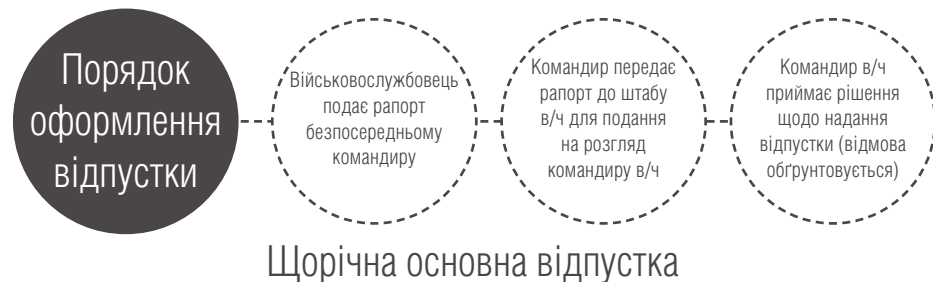 Порядок
оформлення
відпустки
Військовослужбовець
подає рапорт
безпосередньому
командиру
Командир передає
рапорт до штабу
в/ч для подання
на розгляд
командиру в/ч
Командир в/ч
приймає рішення
щодо надання
відпустки (відмова
обґрунтовується)
Щорічна основна відпустка